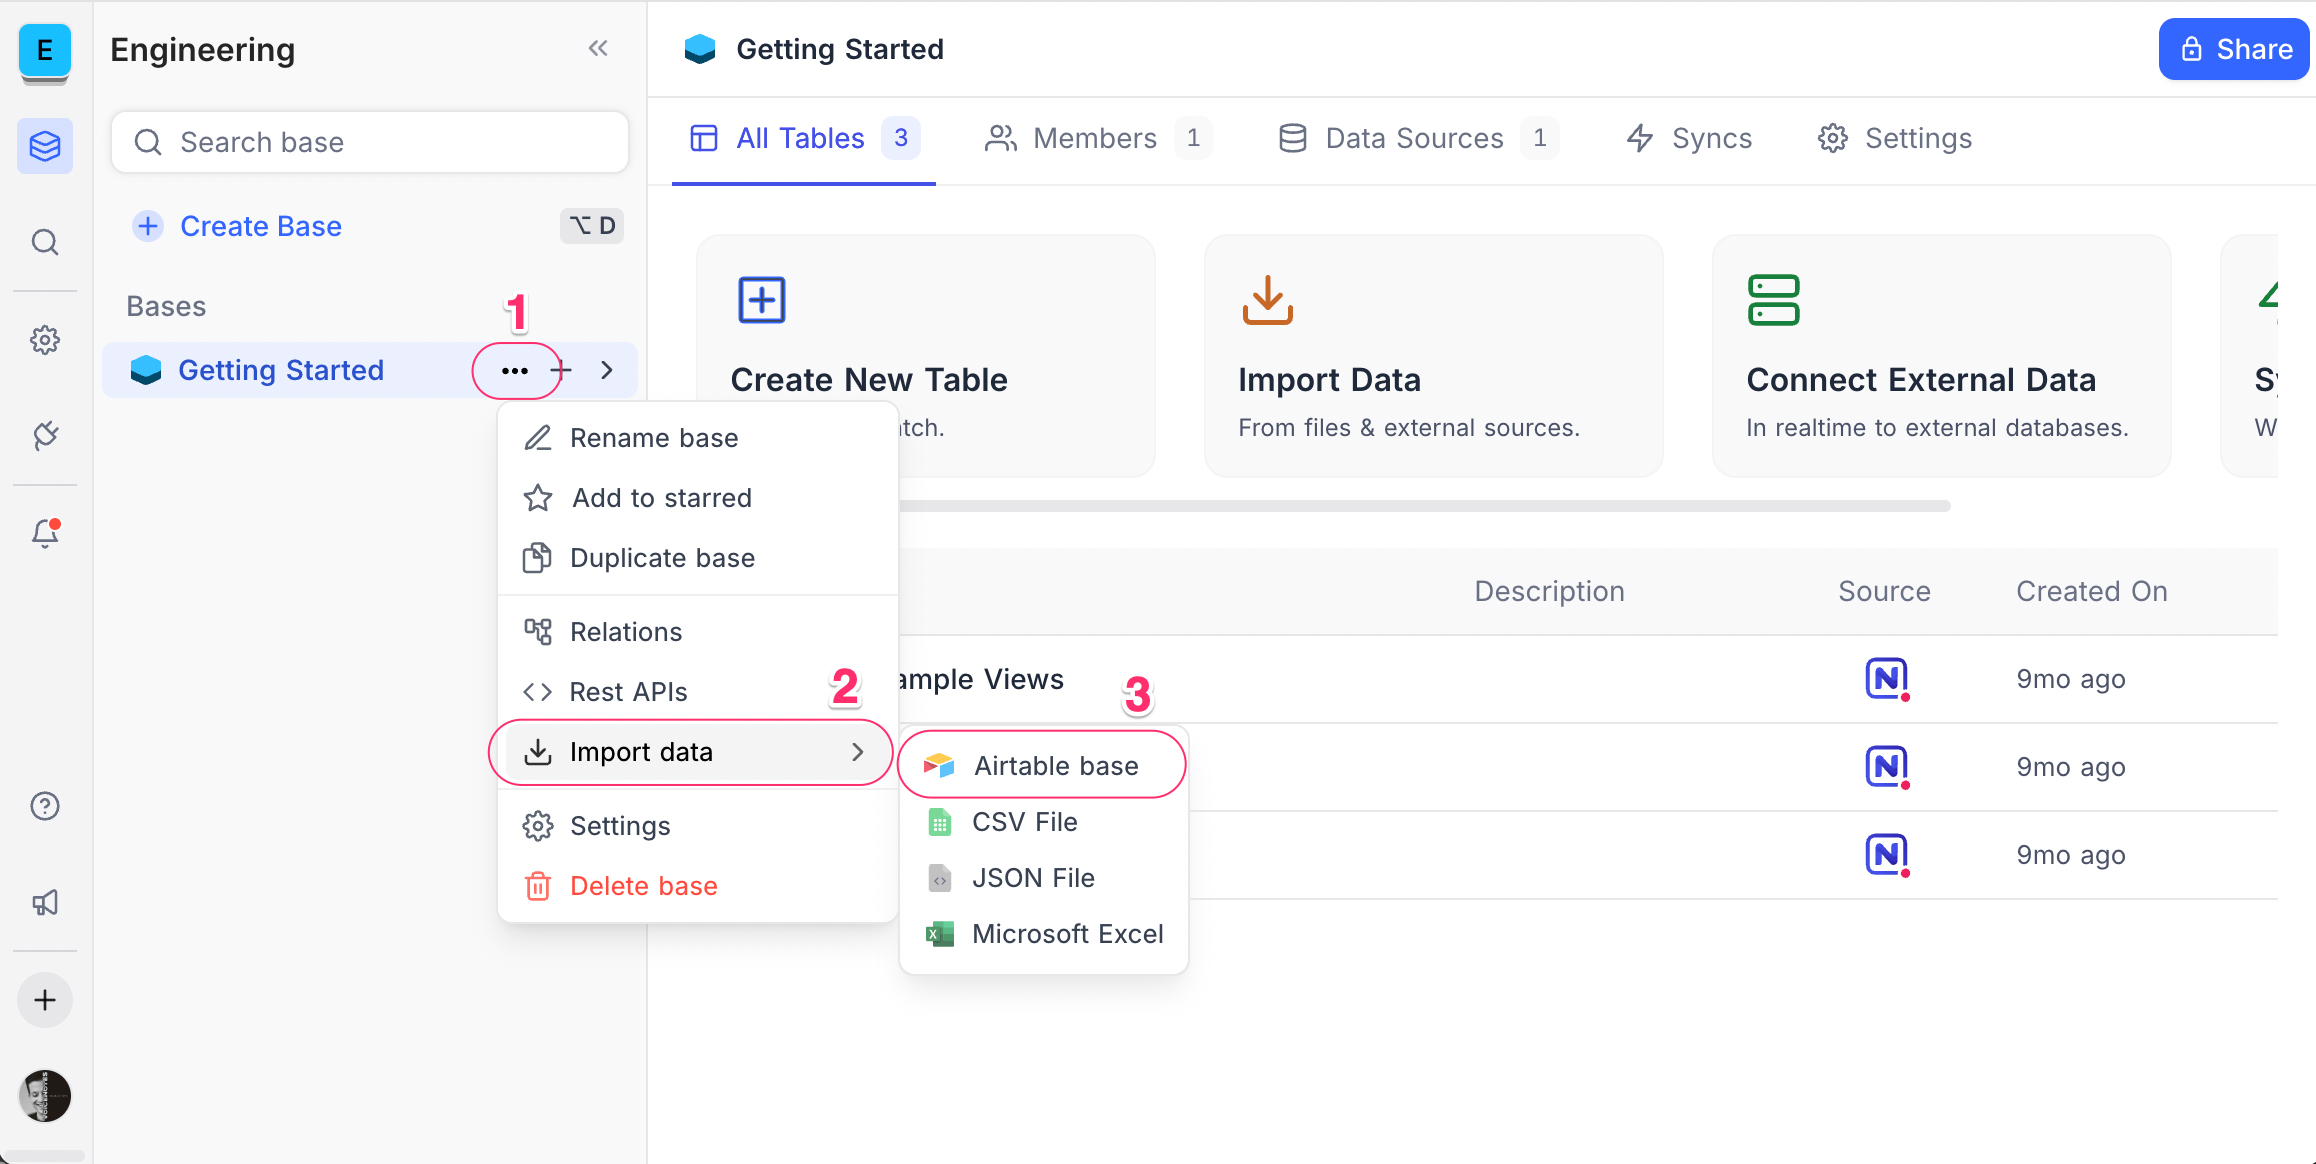 E
Engineering
Search base
Create Base
⌥ D
Bases
1
Getting Started
Rename base
Add to starred
Duplicate base
Relations
Rest APIs
2
Import data
Settings
Delete base
3
Airtable base
CSV File
JSON File
Microsoft Excel
Getting Started
Share
All Tables 3
Members 1
Data Sources 1
Syncs
Settings
Create New Table
tch.
Import Data
From files & external sources.
Connect External Data
In realtime to external databases.
Description Source Created On
ample Views N 9mo ago
N 9mo ago
N 9mo ago